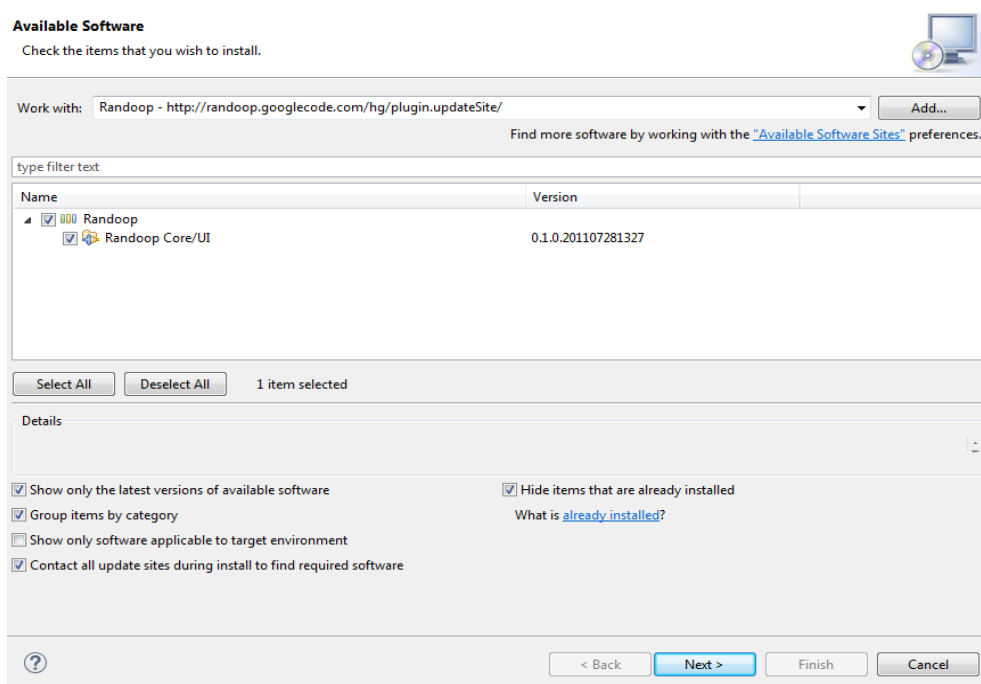 Available Software
Check the items that you wish to install.
Work with: Randoop - http://randoop.googlecode.com/hg/plugin.updateSite/ Add...
Find more software by working with the "Available Software Sites" preferences.
type filter text
Name Version
Randoop
Randoop Core/UI 0.1.0.201107281327
Select All Deselect All 1 item selected
Details
Show only the latest versions of available software Hide items that are already installed
Group items by category What is already installed?
Show only software applicable to target environment
Contact all update sites during install to find required software
? < Back Next > Finish Cancel